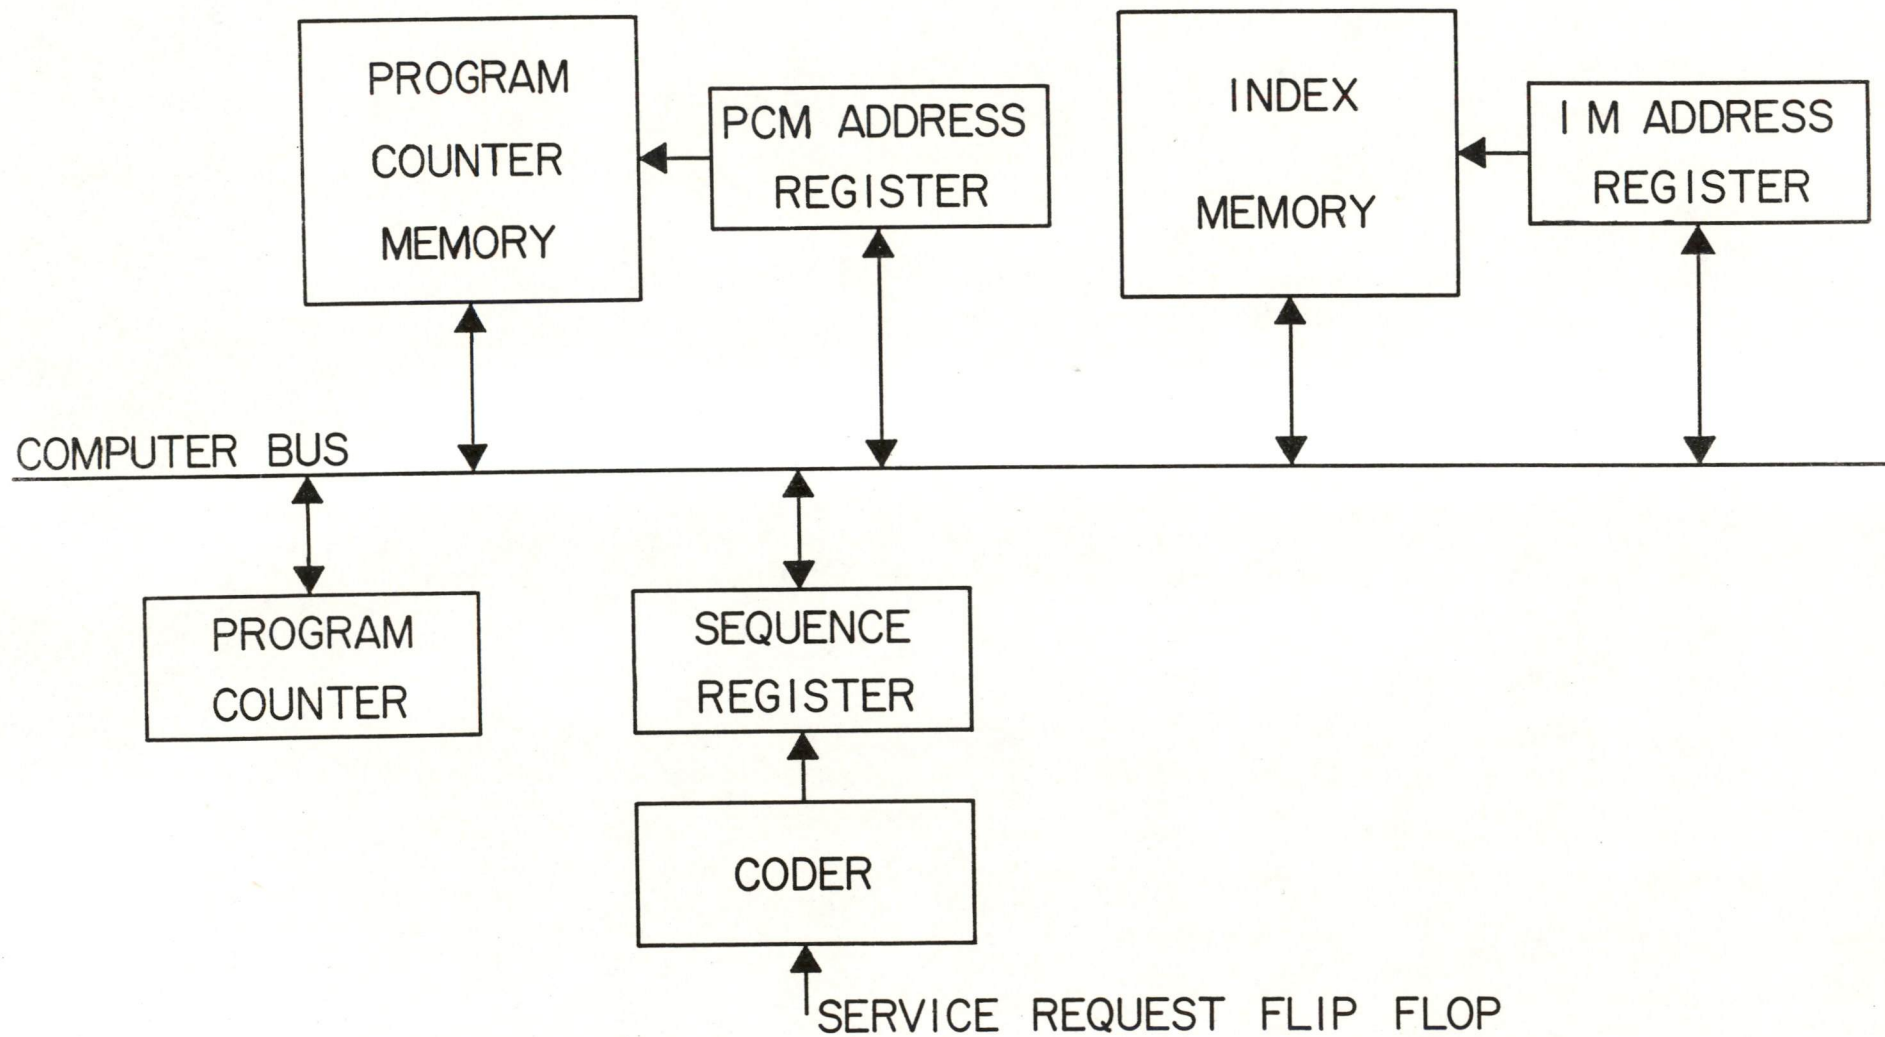 PROGRAM
COUNTER
MEMORY
PCM ADDRESS
REGISTER
INDEX
MEMORY
I M ADDRESS
REGISTER
COMPUTER BUS
PROGRAM
COUNTER
SEQUENCE
REGISTER
CODER
SERVICE REQUEST FLIP FLOP